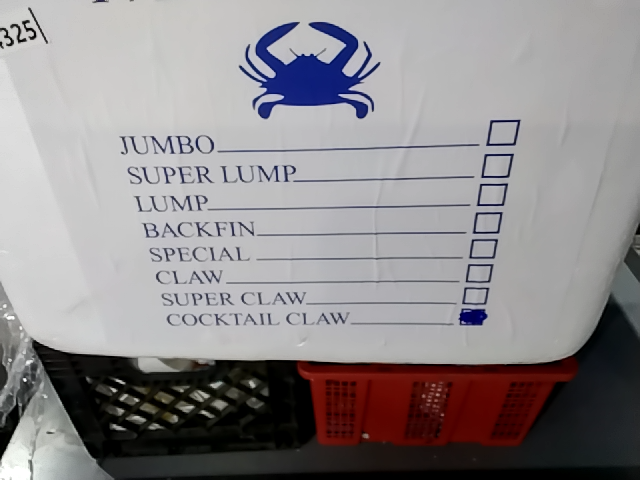 325
JUMBO
SUPER LUMP
LUMP
BACKFIN
SPECIAL
CLAW
SUPER CLAW
COCKTAIL CLAW